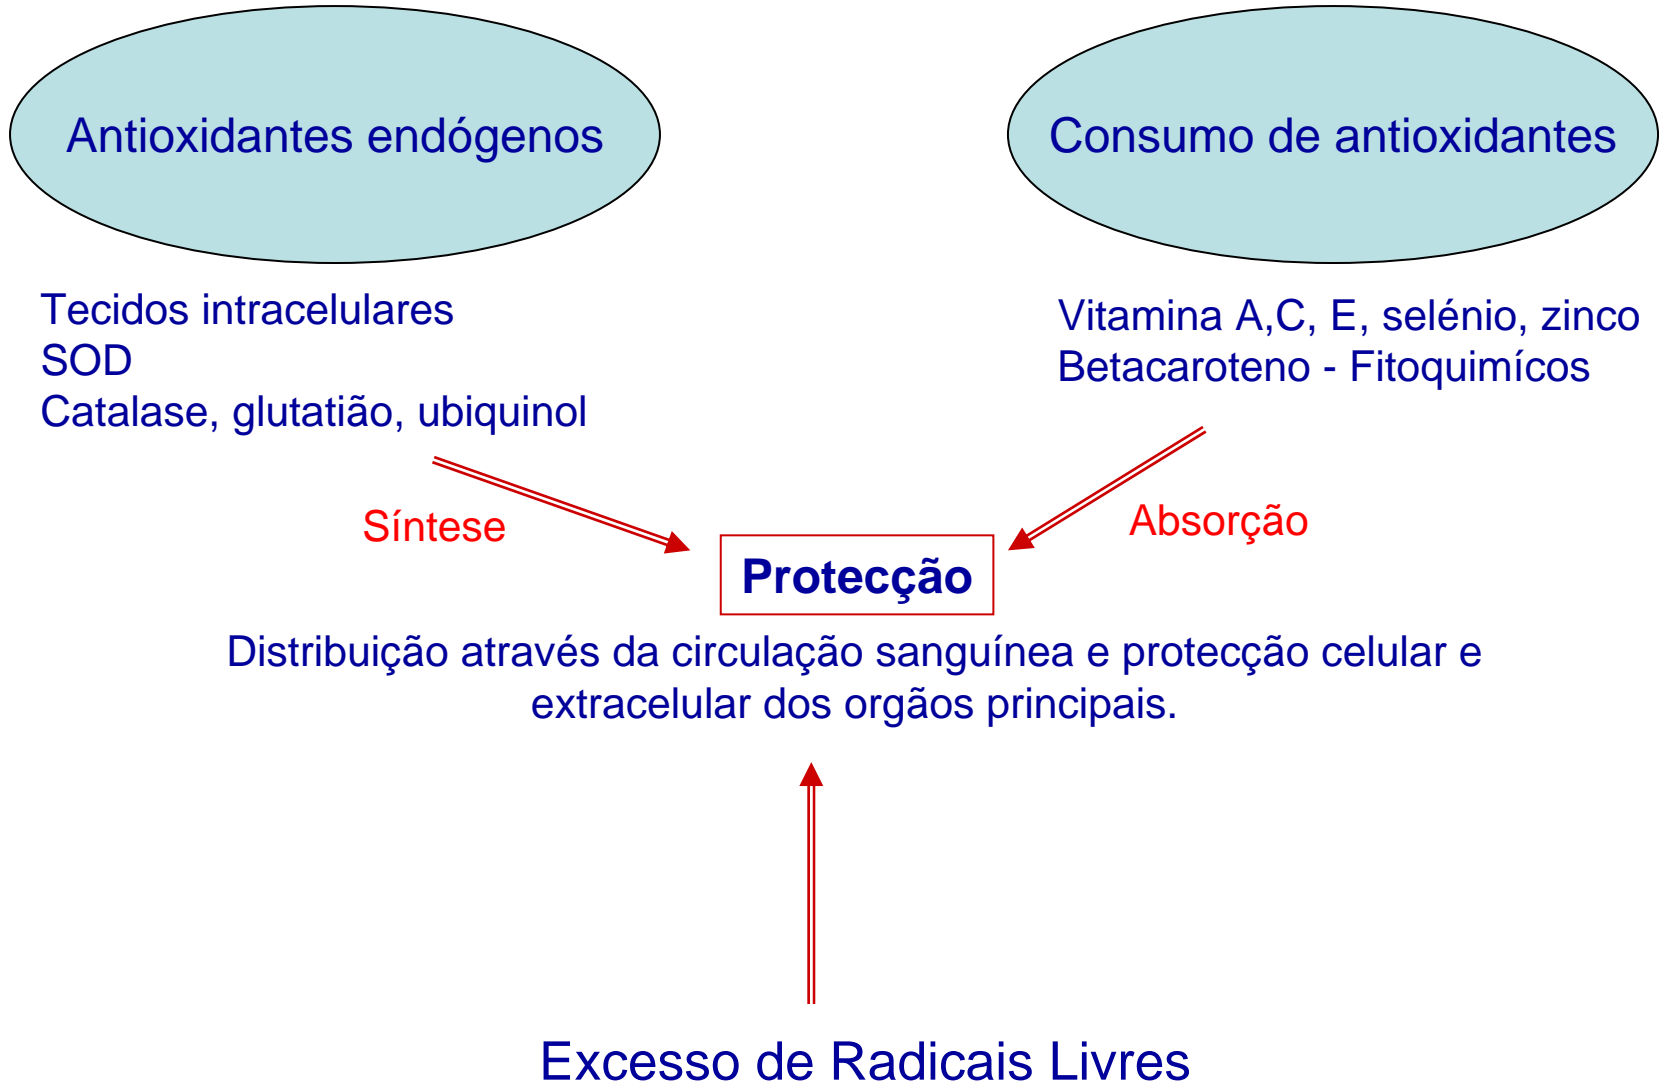 Antioxidantes endógenos
Consumo de antioxidantes
Tecidos intracelulares
SOD
Catalase, glutatião, ubiquinol
Vitamina A,C, E, selénio, zinco
Betacaroteno - Fitoquimícos
Síntese
Absorção
Protecção
Distribuição através da circulação sanguínea e protecção celular e
extracelular dos orgãos principais.
Excesso de Radicais Livres